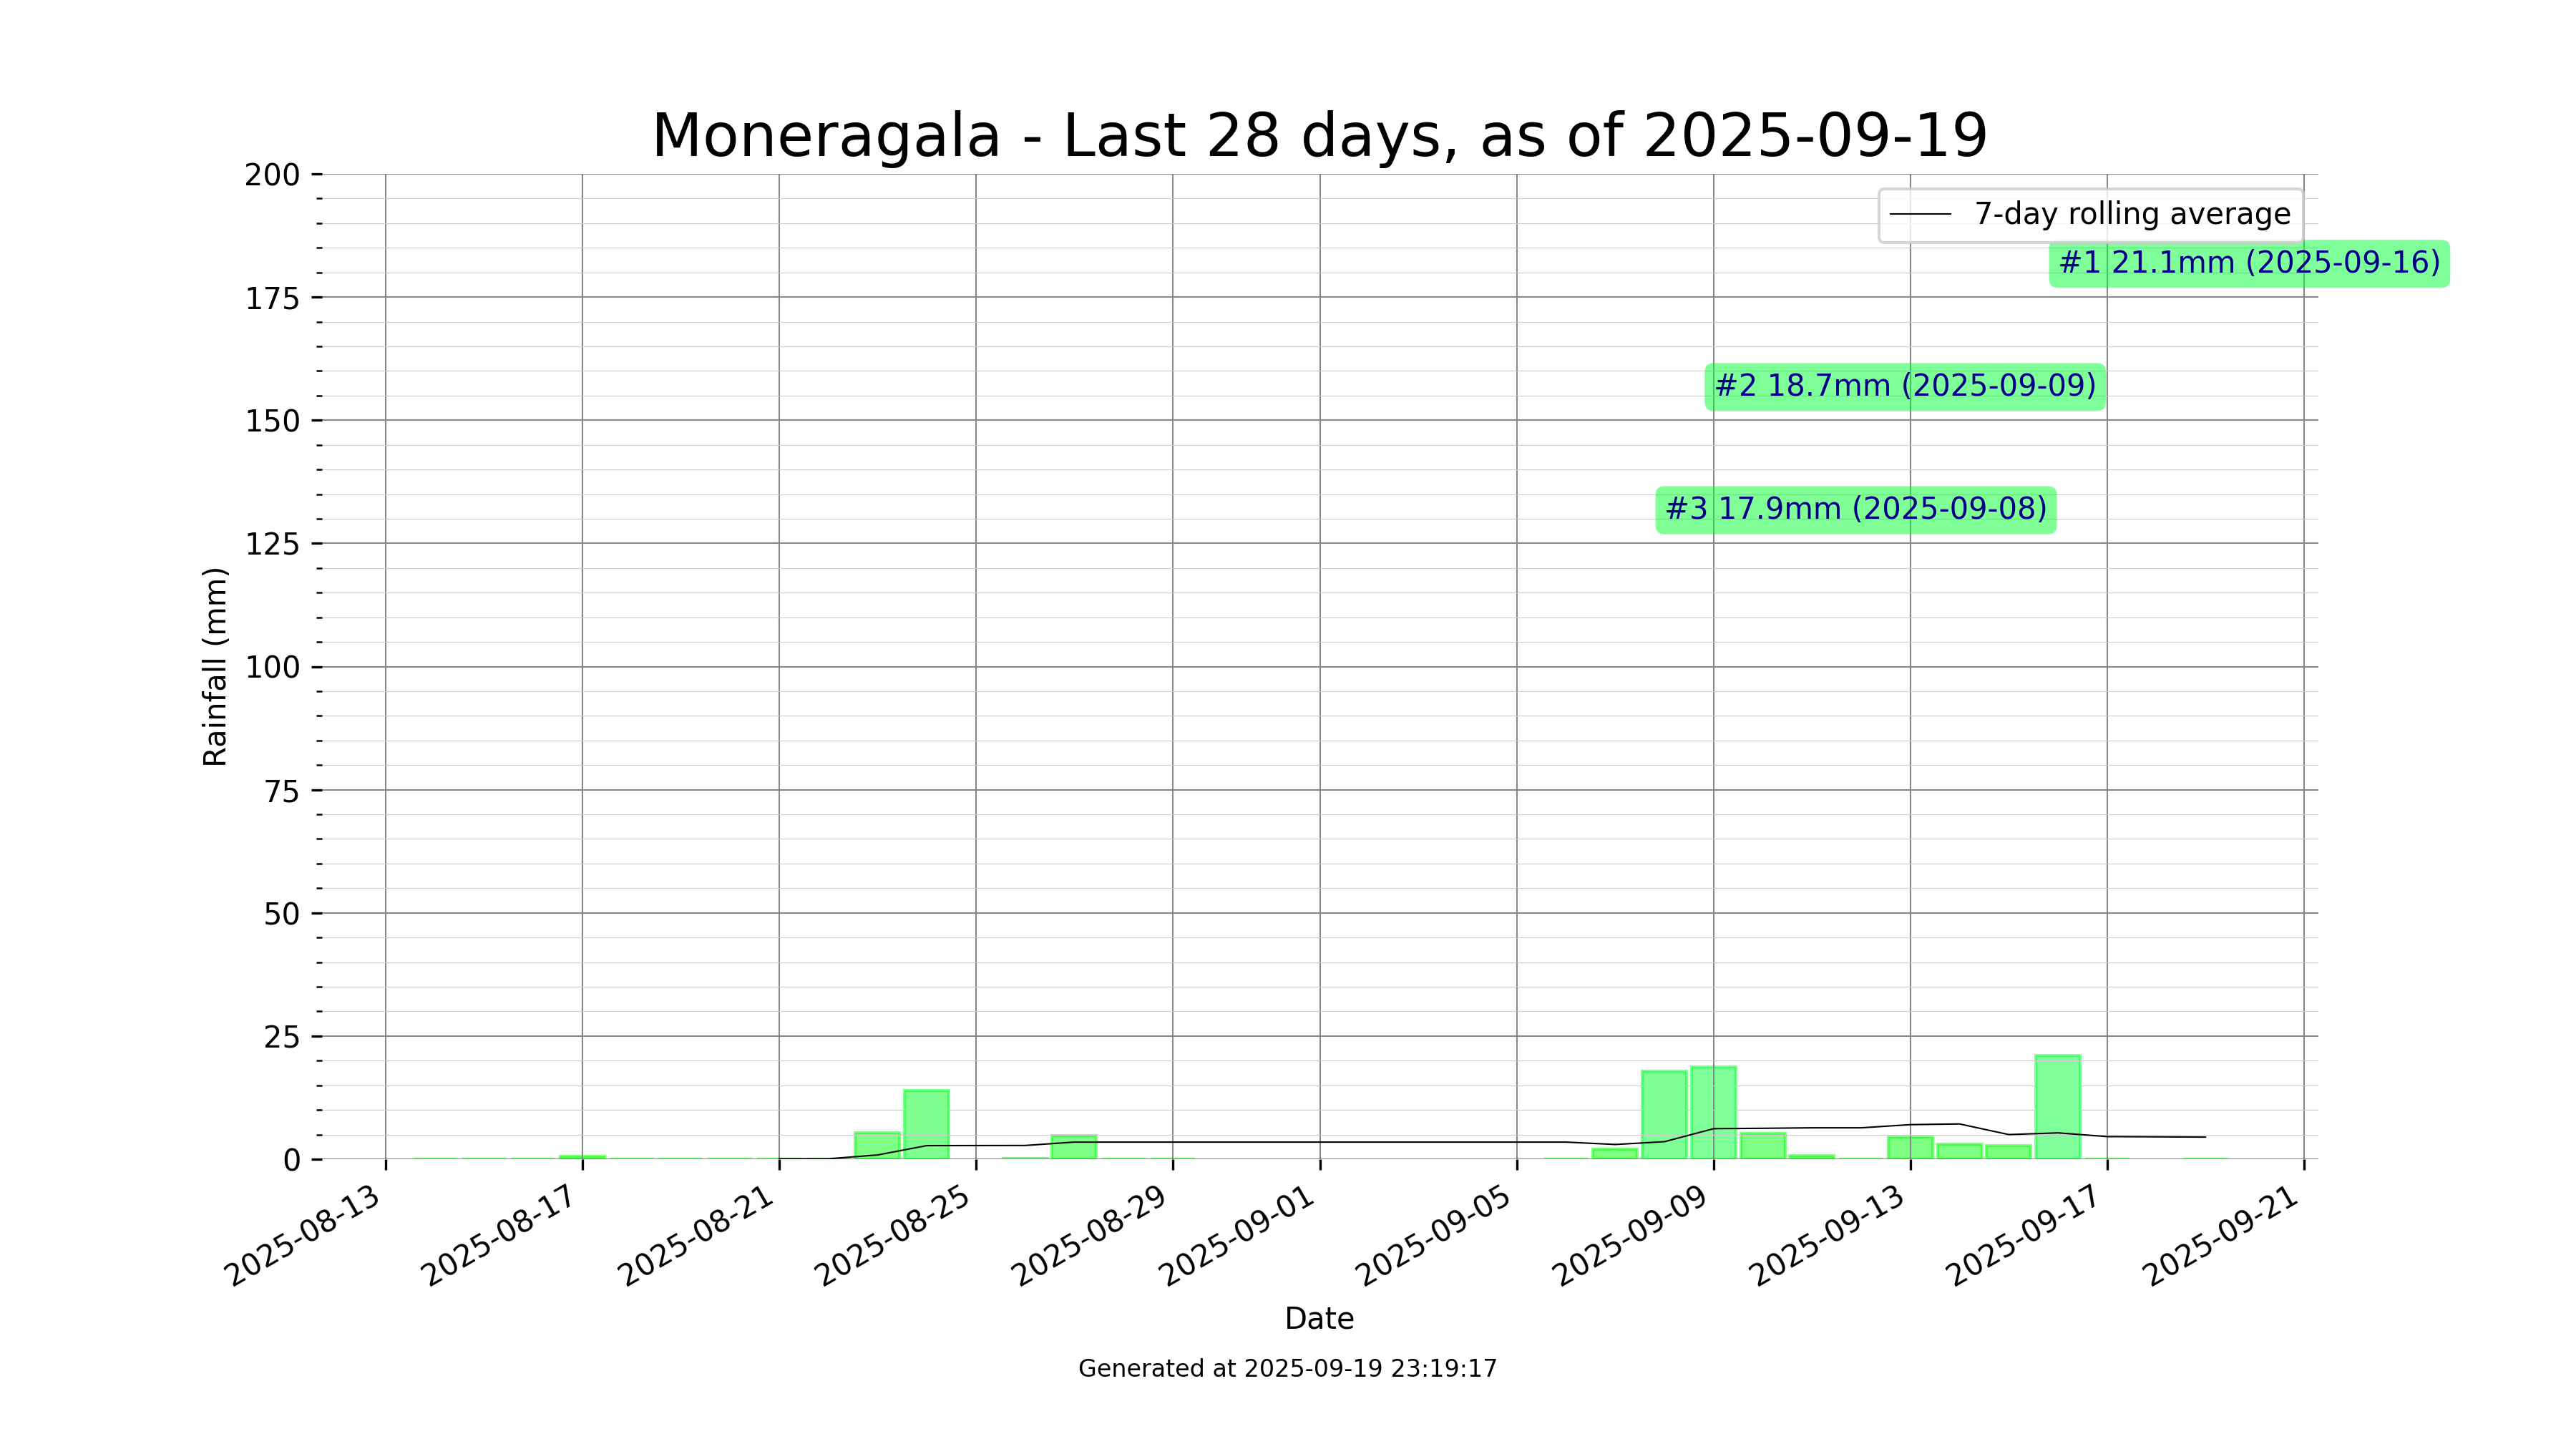 Moneragala - Last 28 days, as of 2025-09-19
200
175
150
125
100
75
50
25
0
Rainfall (mm)
7-day rolling average
#1 21.1mm (2025-09-16)
#2 18.7mm (2025-09-09)
#3 17.9mm (2025-09-08)
2025-08-13
2025-08-17
2025-08-21
2025-08-25
2025-08-29
2025-09-01
2025-09-05
2025-09-09
2025-09-13
2025-09-17
2025-09-21
Date
Generated at 2025-09-19 23:19:17